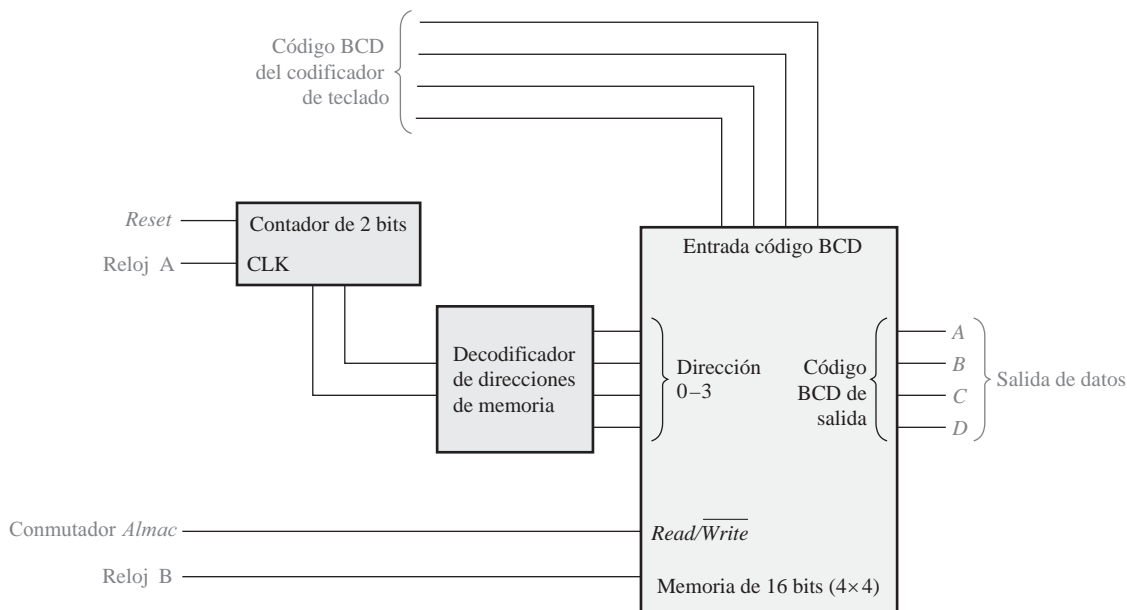 Código BCD
del codificador
de teclado
Reset
Contador de 2 bits
Reloj A
CLK
Entrada código BCD
Decodificador
de direcciones
de memoria
Dirección
0–3
Código
BCD de
salida
A
B
C
D
Salida de datos
Conmutador Almac
Read/Write
Reloj B
Memoria de 16 bits (4×4)